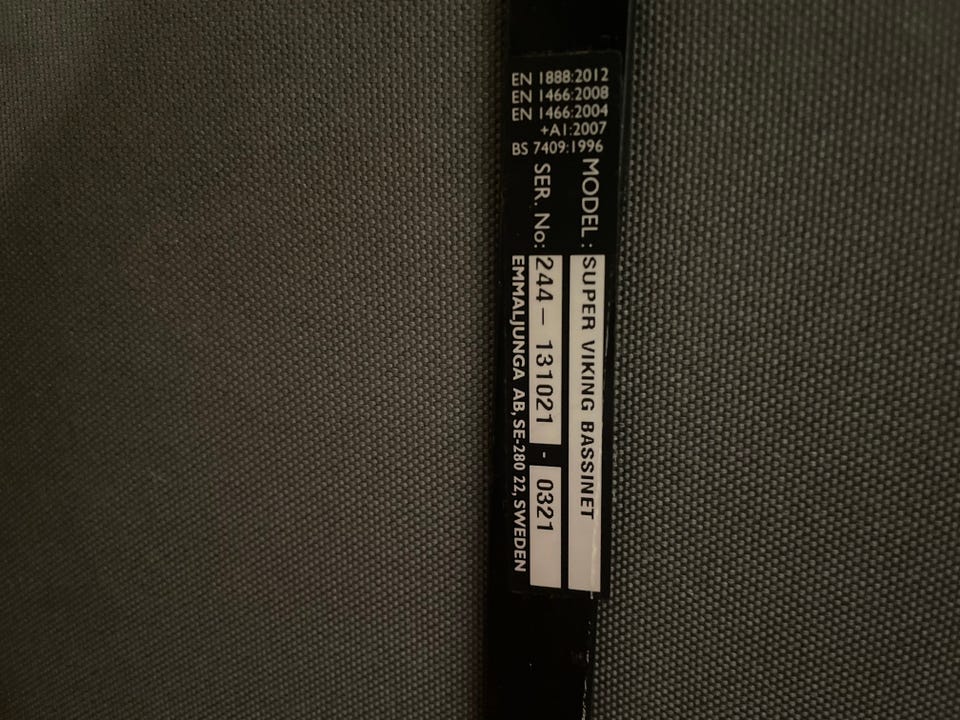 EN 1888:2012
EN 1466:2008
EN 1466:2004
+A1:2007
BS 7409:1996
MODEL: SUPER VIKING BASSINET
SER. No: 244- 131021 - 0321
EMMALJUNGA AB, SE-280 22, SWEDEN